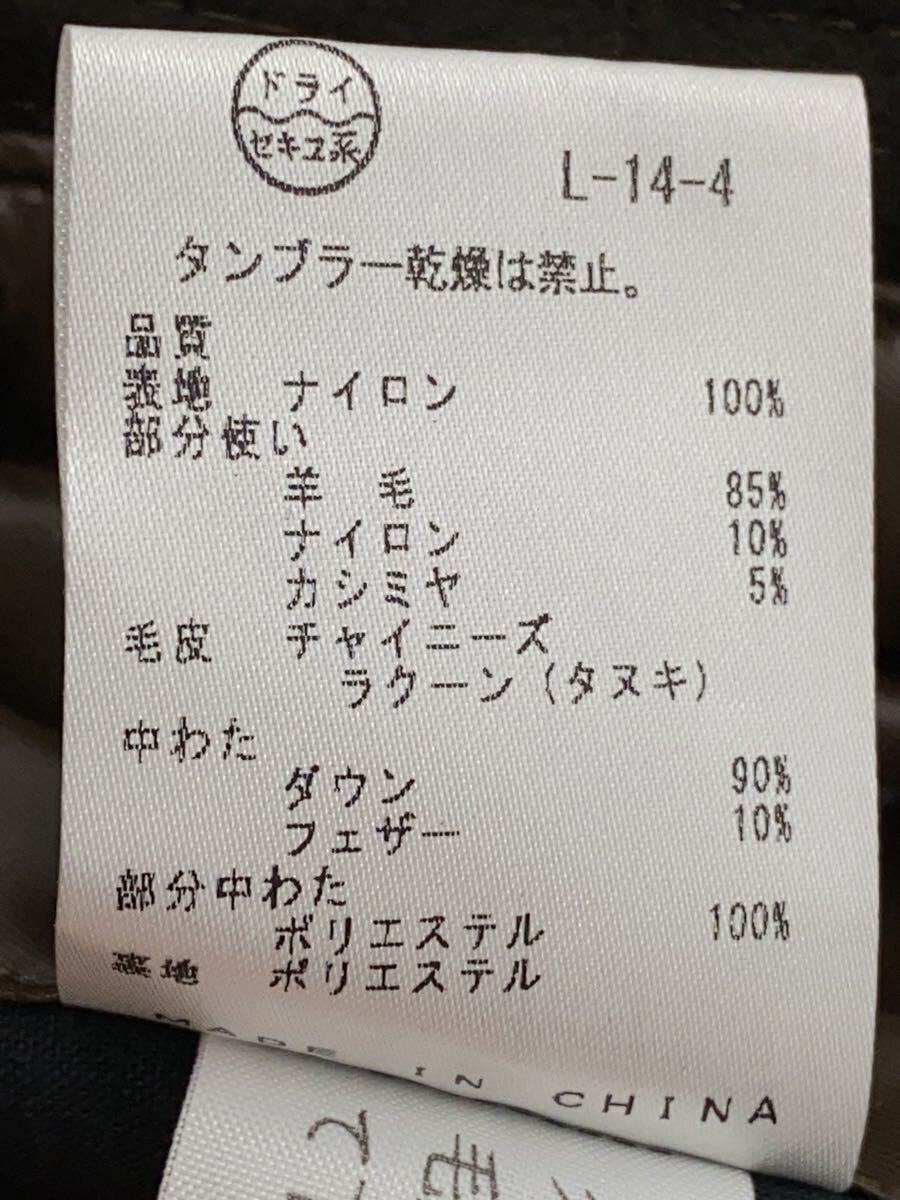 ドライ
セキユ系
L-14-4
タンブラー乾燥は禁止。
品質
表地 ナイロン 100%
部分使い
羊 毛 85%
ナイロン 10%
カシミヤ 5%
毛皮 チャイニーズ
ラクーン(タヌキ)
中わた
ダウン 90%
フェザー 10%
部分中わた
ポリエステル 100%
裏地 ポリエステル
MADE IN CHINA
毛
て